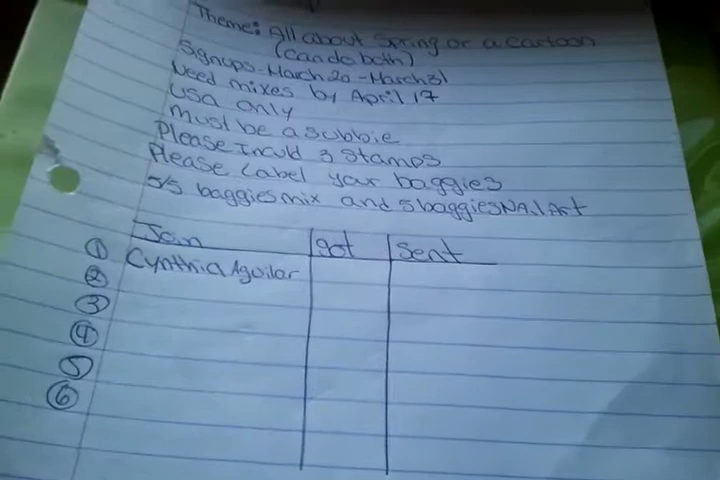 Theme: All about Spring or a cartoon
(can do both)
Signups - March 20 - March 31
Need mixes by April 17
USA only
must be a subbie
Please Inculd 3 Stamps
Please Label your baggies
5/5 baggies mix and 5 baggies NAil Art
Join got Sent
① Cynthia Aguilar
②
③
④
⑤
⑥